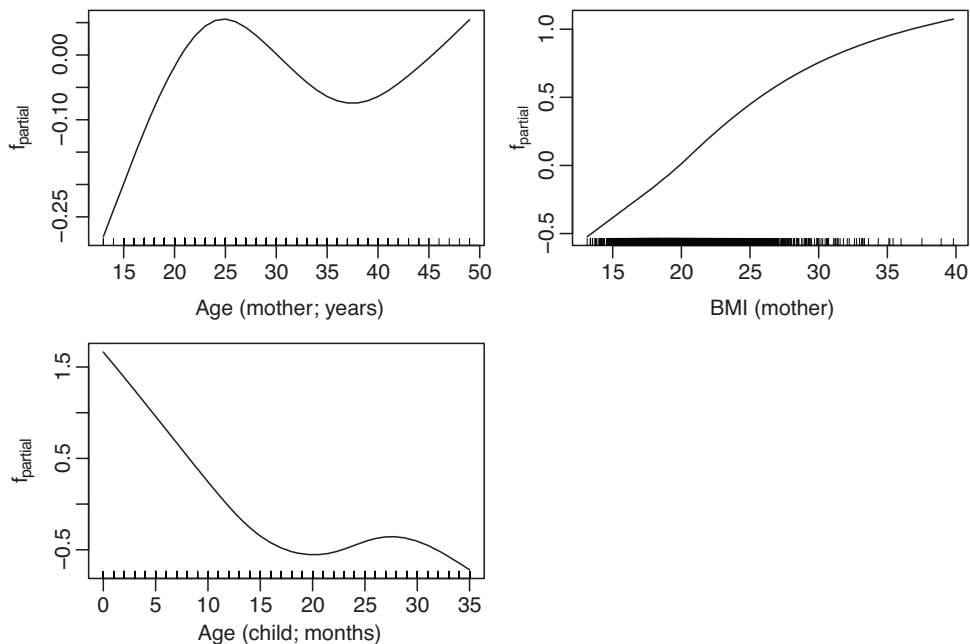 0.00
−0.10
−0.25
f_partial
15 20 25 30 35 40 45 50
Age (mother; years)
1.0
0.5
0.0
−0.5
f_partial
15 20 25 30 35 40
BMI (mother)
1.5
0.5
−0.5
f_partial
0 5 10 15 20 25 30 35
Age (child; months)